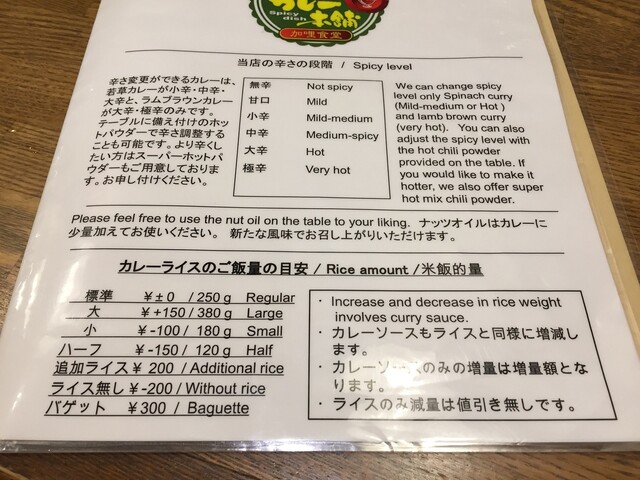 カレー
Spicy
dish
本舗
加哩食堂
当店の辛さの段階 / Spicy level
辛さ変更ができるカレーは、
若草カレーが小辛・中辛・
大辛と、ラムブラウンカレー
が大辛・極辛のみです。
テーブルに備え付けのホッ
トパウダーで辛さ調整する
ことも可能です。より辛くし
たい方はスーパーホットパ
ウダーもご用意しておりま
す。お申し付けください。
無辛 Not spicy
甘口 Mild
小辛 Mild-medium
中辛 Medium-spicy
大辛 Hot
極辛 Very hot
We can change spicy
level only Spinach curry
(Mild-medium or Hot )
and lamb brown curry
(very hot). You can also
adjust the spicy level with
the hot chili powder
provided on the table. If
you would like to make it
hotter, we also offer super
hot mix chili powder.
Please feel free to use the nut oil on the table to your liking. ナッツオイルはカレーに
少量加えてお使いください。 新たな風味でお召し上がりいただけます。
カレーライスのご飯量の目安 / Rice amount /米飯的量
標準 ￥± 0 / 250 g Regular
大 ￥+150/ 380 g Large
小 ￥-100/ 180 g Small
ハーフ ￥-150/ 120 g Half
追加ライス￥ 200 / Additional rice
ライス無し￥-200 / Without rice
バゲット ￥300 / Baguette
・ Increase and decrease in rice weight
involves curry sauce.
・ カレーソースもライスと同様に増減し
ます。
・ カレーソースのみの増量は増量額とな
ります。
・ ライスのみ減量は値引き無しです。